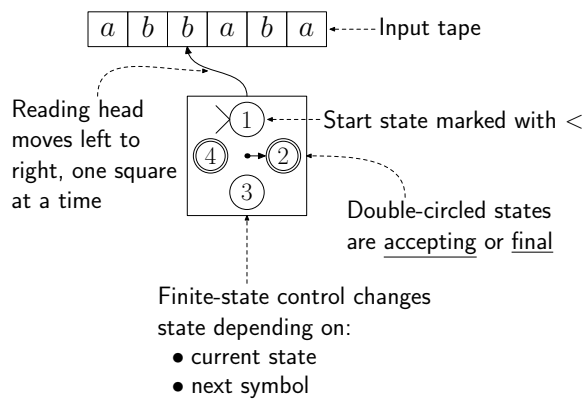 a b b a b a
Input tape
Reading head
moves left to
right, one square
at a time
1
Start state marked with <
4
2
3
Double-circled states
are accepting or final
Finite-state control changes
state depending on:
• current state
• next symbol